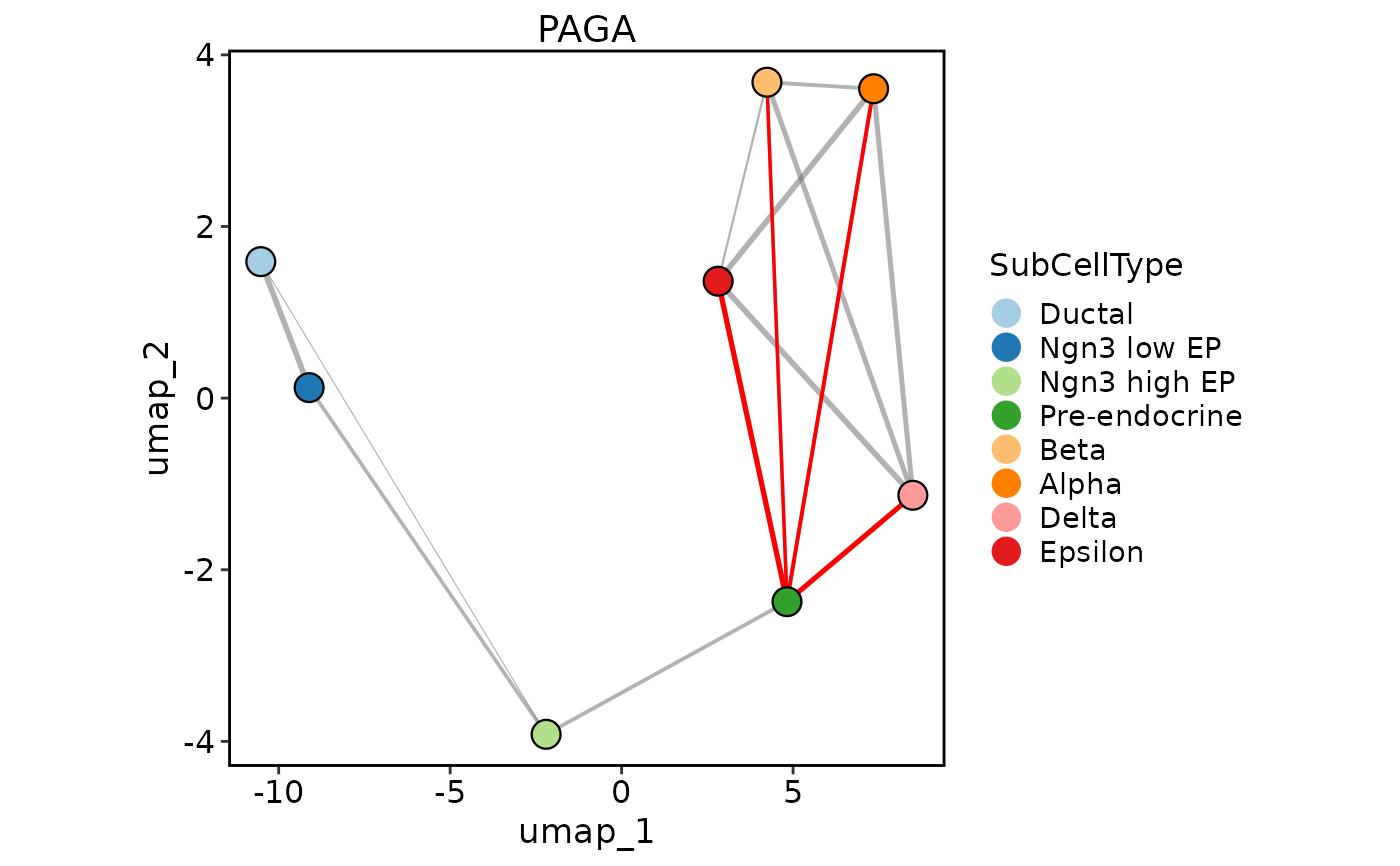 PAGA
4
2
0
-2
-4
umap_2
-10
-5
0
5
umap_1
SubCellType
Ductal
Ngn3 low EP
Ngn3 high EP
Pre-endocrine
Beta
Alpha
Delta
Epsilon